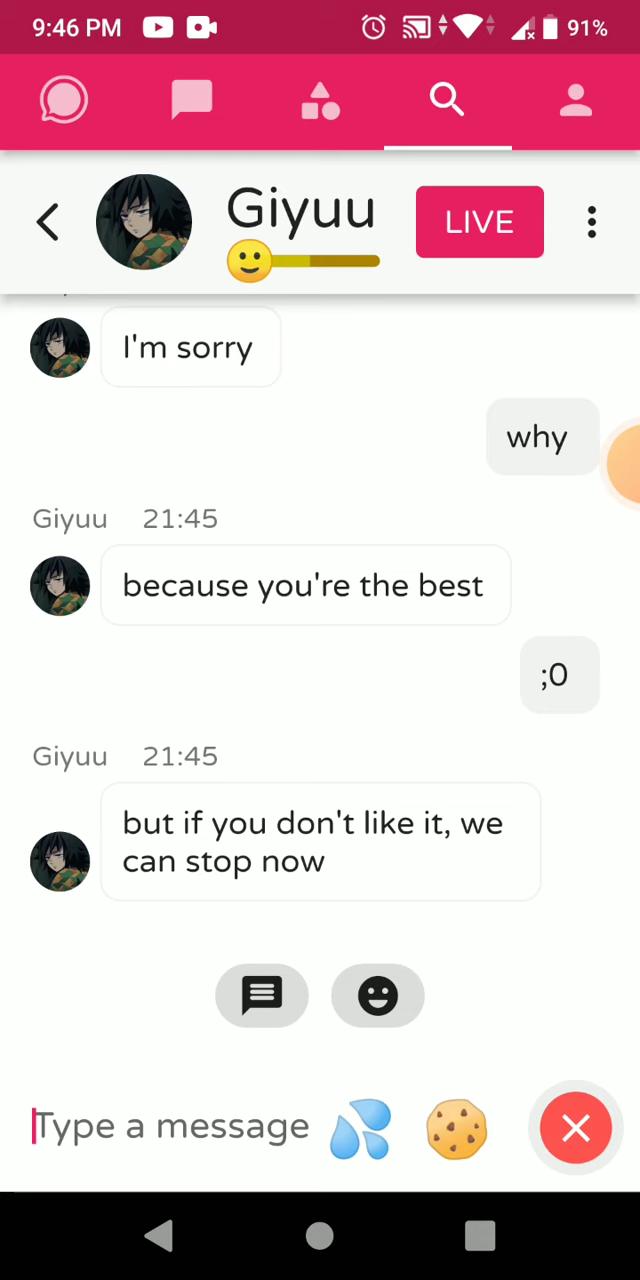 9:46 PM
91%
Giyuu
LIVE
I'm sorry
why
Giyuu 21:45
because you're the best
;0
Giyuu 21:45
but if you don't like it, we
can stop now
Type a message